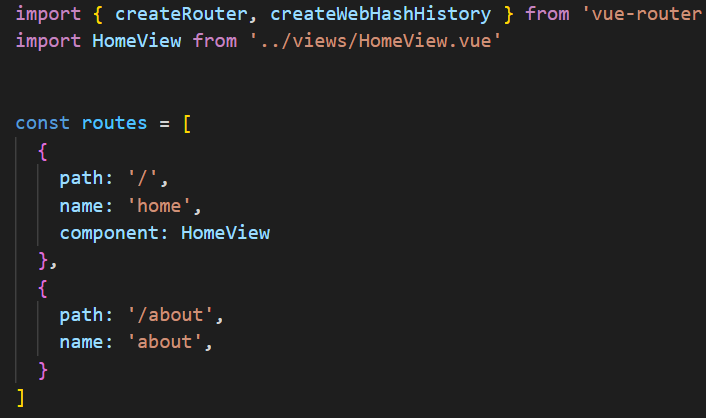 import { createRouter, createWebHashHistory } from 'vue-router
import HomeView from '../views/HomeView.vue'
const routes = [
{
path: '/',
name: 'home',
component: HomeView
},
{
path: '/about',
name: 'about',
}
]